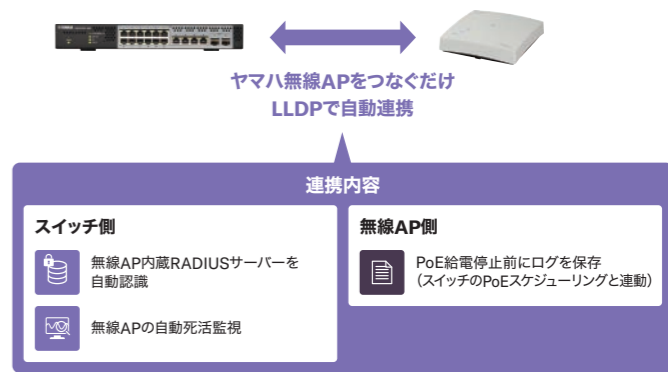 ヤマハ無線APをつなぐだけ
LLDPで自動連携
連携内容
スイッチ側
無線AP内蔵RADIUSサーバーを
自動認識
無線APの自動死活監視
無線AP側
PoE給電停止前にログを保存
(スイッチのPoEスケジューリングと連動)